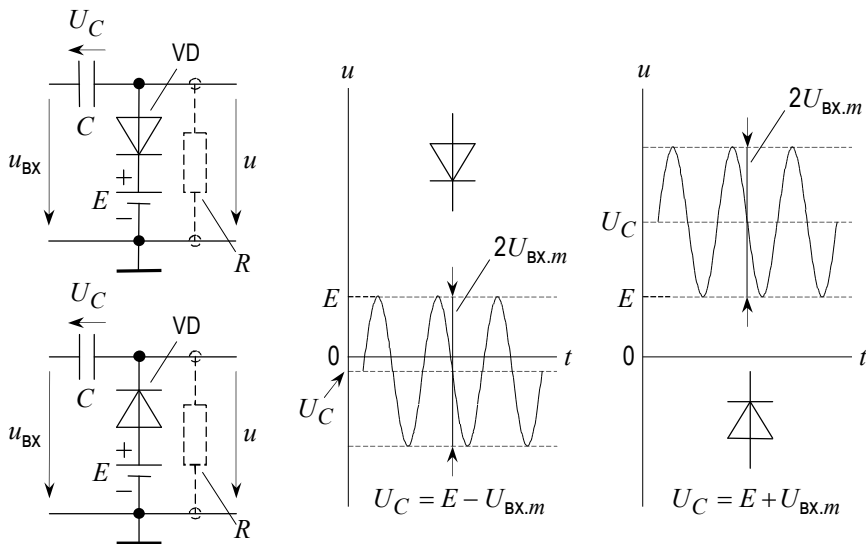 U_C
VD
C
u_ВХ
+
E
–
u
R
U_C
VD
C
u_ВХ
+
E
–
u
R
u
2U_ВХ.m
E
0
t
U_C
U_C = E – U_ВХ.m
u
2U_ВХ.m
U_C
E
0
t
U_C = E + U_ВХ.m